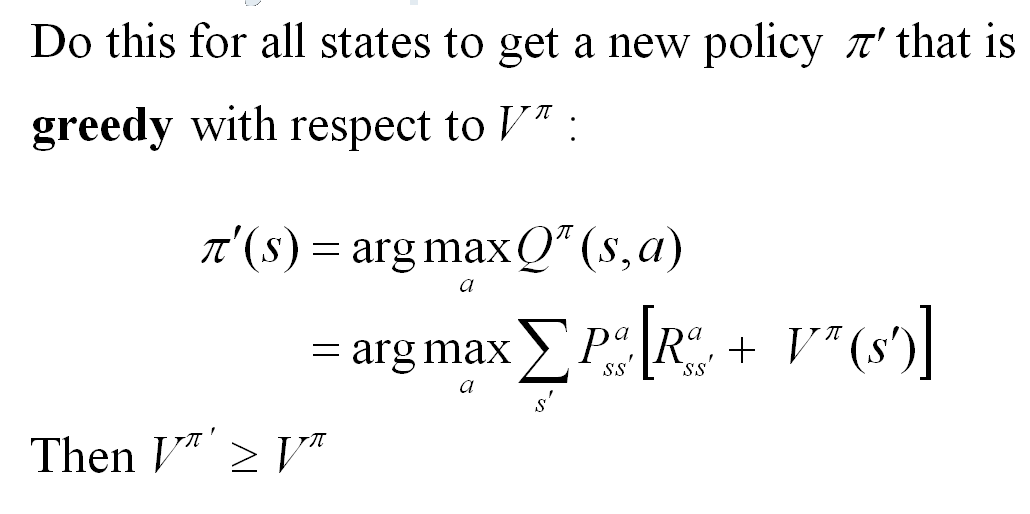 Do this for all states to get a new policy π′ that is
greedy with respect to V^π :
π′(s) = arg max_a Q^π(s,a)
= arg max_a ∑_{s′} P^a_{ss′} [R^a_{ss′} + V^π(s′)]
Then V^{π′} ≥ V^π